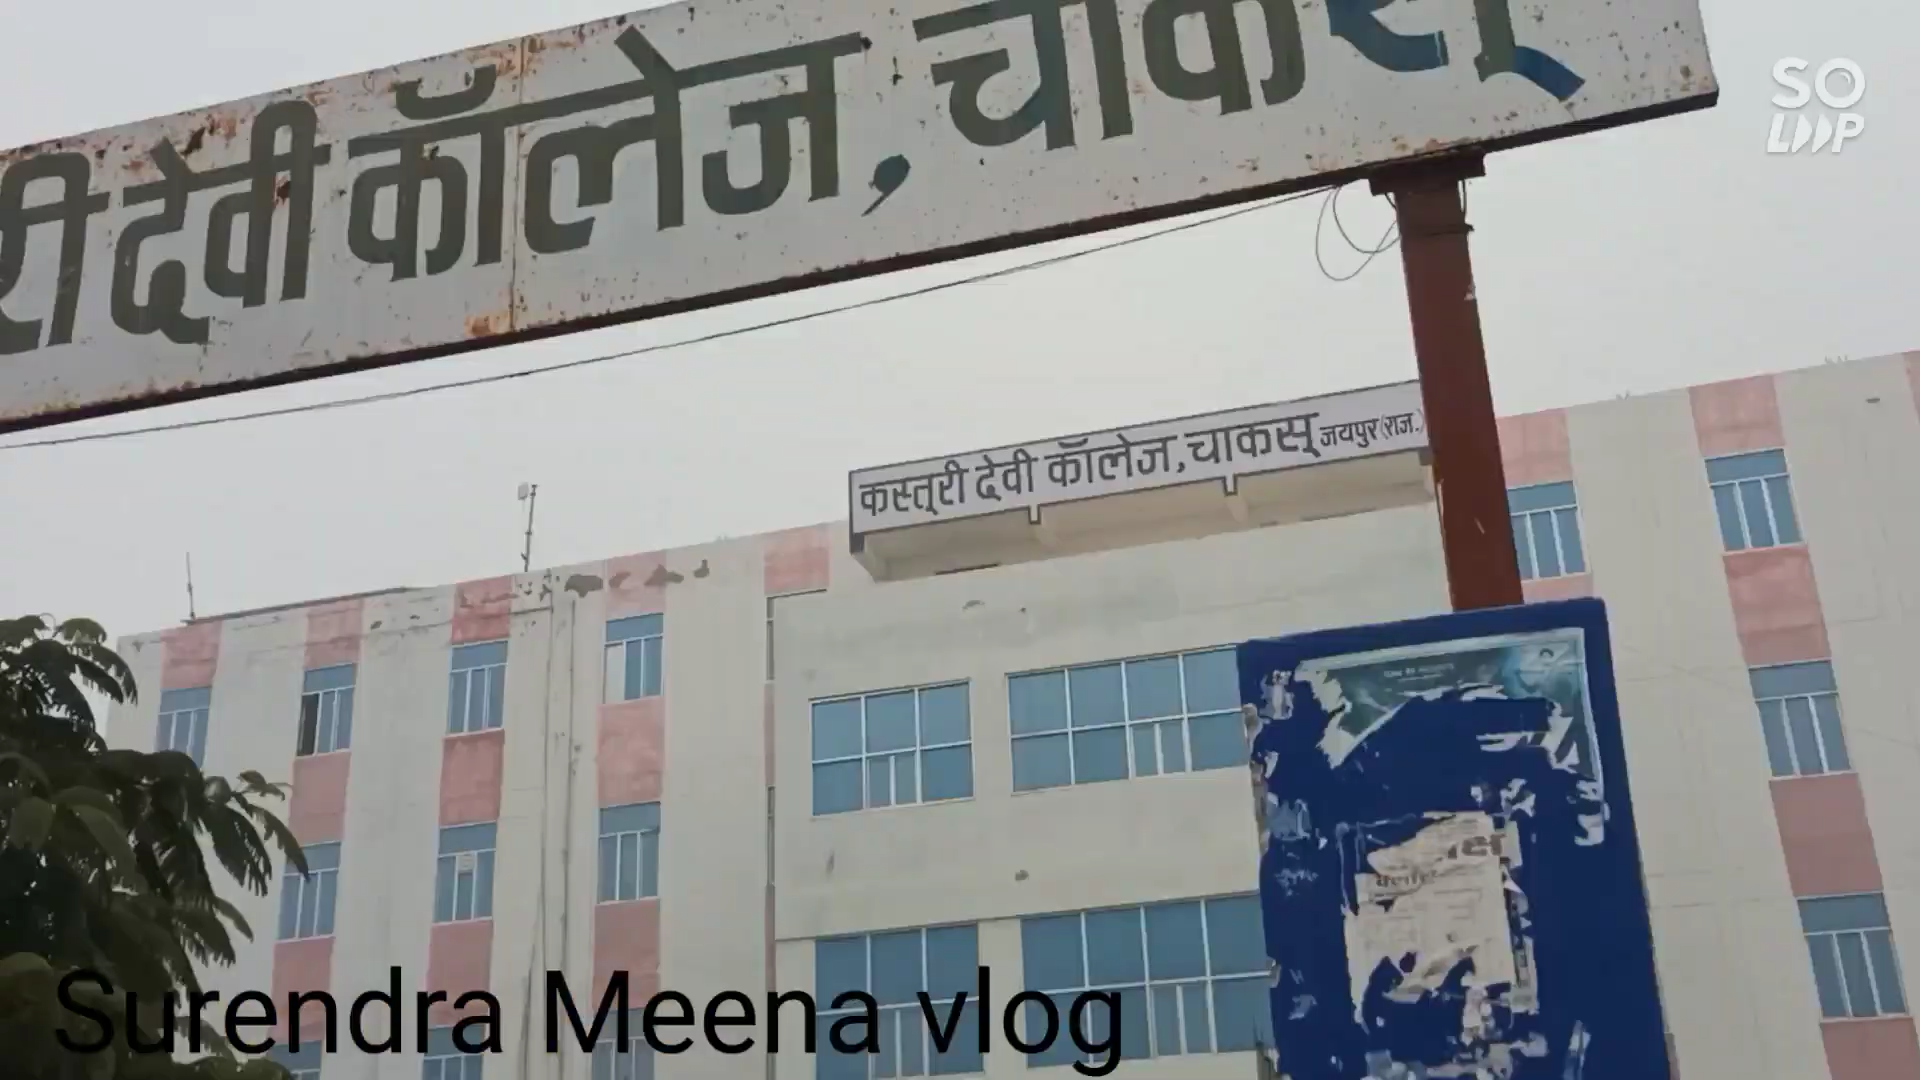 री देवी कॉलेज, चाकसू
SO
LOOP
कस्तूरी देवी कॉलेज, चाकसू जयपुर (राज.)
Surendra Meena vlog